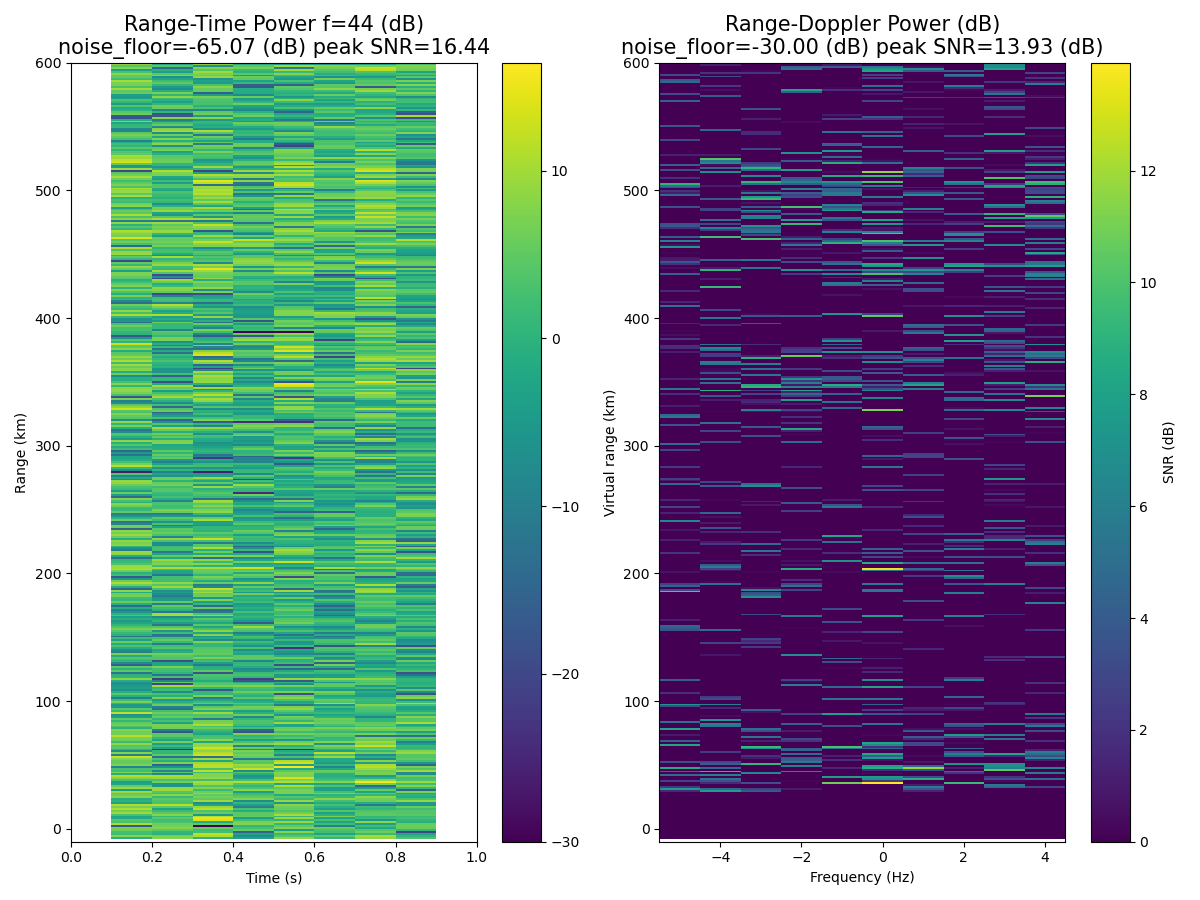 Range-Time Power f=44 (dB)
noise_floor=-65.07 (dB) peak SNR=16.44
600
500
400
300
200
100
0
Range (km)
0.0 0.2 0.4 0.6 0.8 1.0
Time (s)
10
0
−10
−20
−30
Range-Doppler Power (dB)
noise_floor=-30.00 (dB) peak SNR=13.93 (dB)
600
500
400
300
200
100
0
Virtual range (km)
−4 −2 0 2 4
Frequency (Hz)
12
10
8
6
4
2
0
SNR (dB)